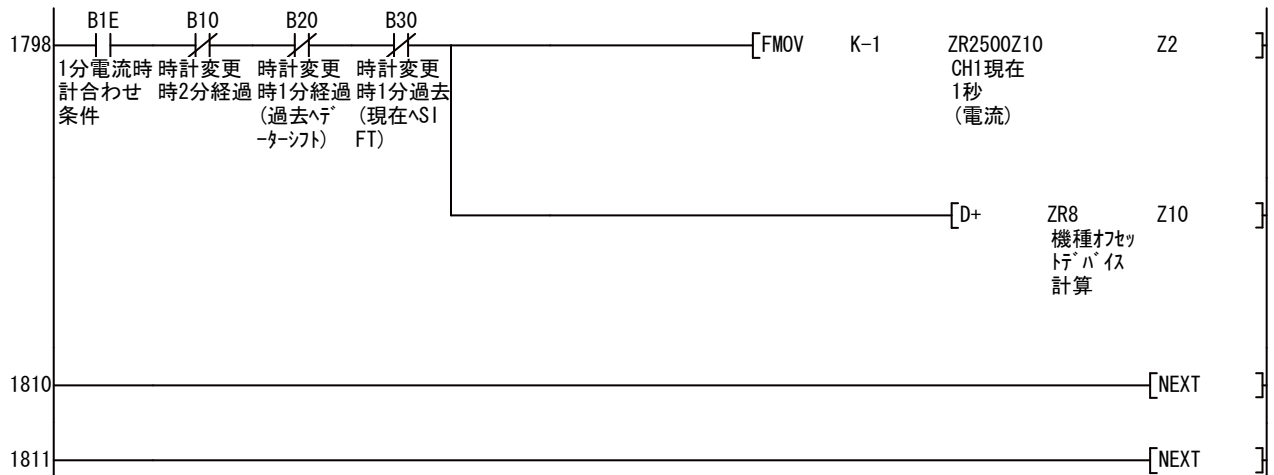 B1E B10 B20 B30
1798 FMOV K-1 ZR2500Z10 Z2
1分電流時 時計変更 時計変更 時計変更 CH1現在
計合わせ 時2分経過 時1分経過 時1分過去 1秒
条件 (過去ヘデ (現在ヘSI (電流)
ーターシフト) FT)
D+ ZR8 Z10
機種オフセッ
トデバイス
計算
1810 NEXT
1811 NEXT